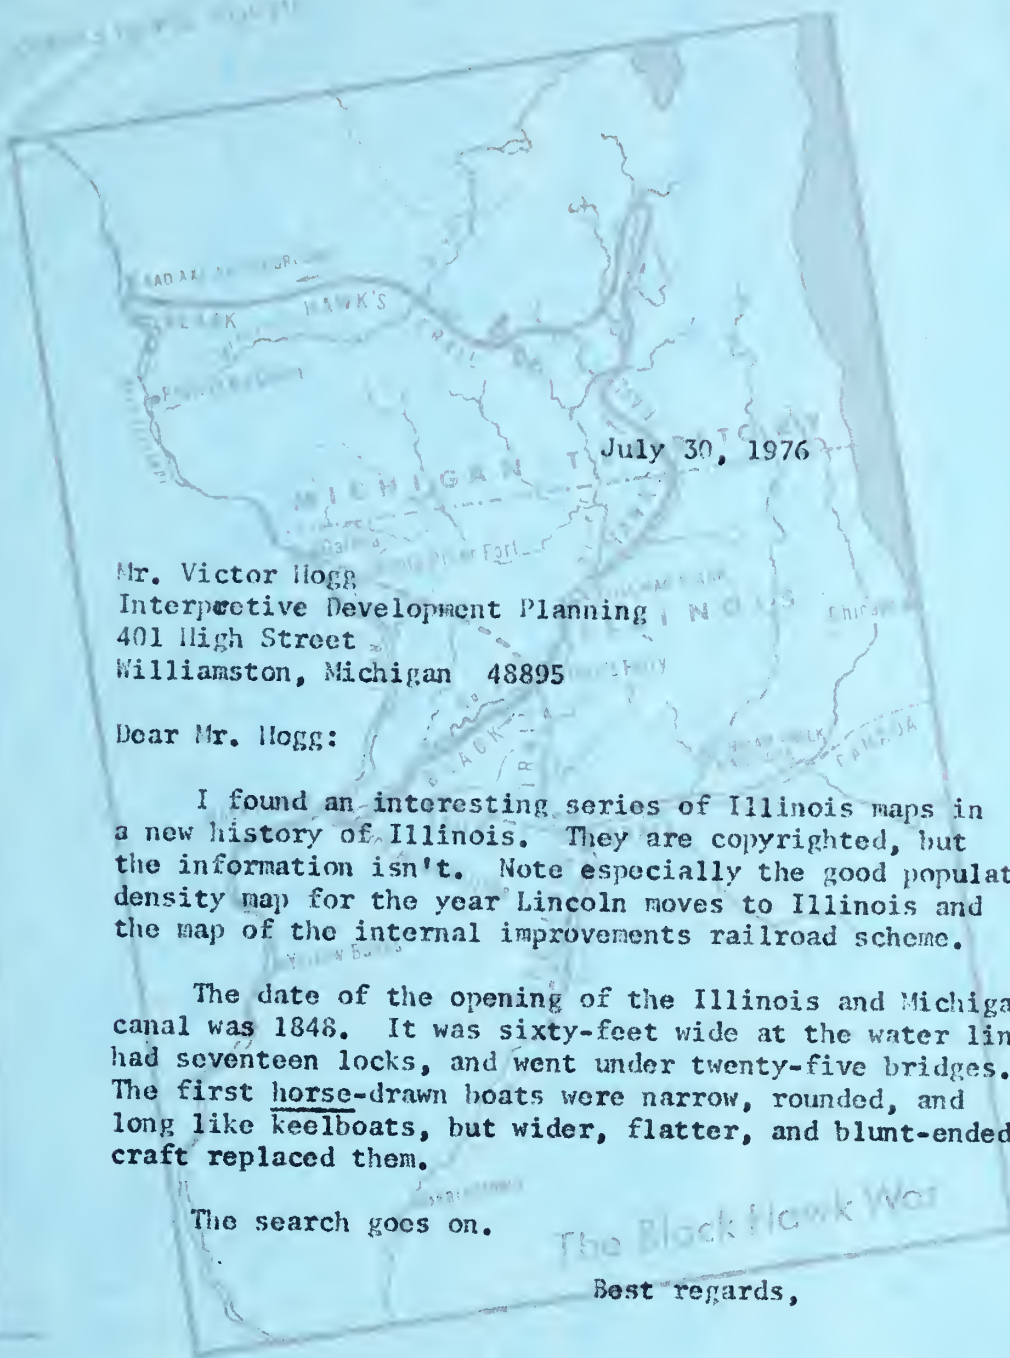 July 30, 1976
Mr. Victor Hogg
Interpretive Development Planning
401 High Street
Williamston, Michigan 48895
Dear Mr. Hogg:
I found an interesting series of Illinois maps in
a new history of Illinois. They are copyrighted, but
the information isn't. Note especially the good populat
density map for the year Lincoln moves to Illinois and
the map of the internal improvements railroad scheme.
The date of the opening of the Illinois and Michiga
canal was 1848. It was sixty-feet wide at the water lin
had seventeen locks, and went under twenty-five bridges.
The first horse-drawn boats were narrow, rounded, and
long like keelboats, but wider, flatter, and blunt-ended
craft replaced them.
The search goes on.
Best regards,
BLACK HAWK'S
MICHIGAN
Fort
The Black Hawk War